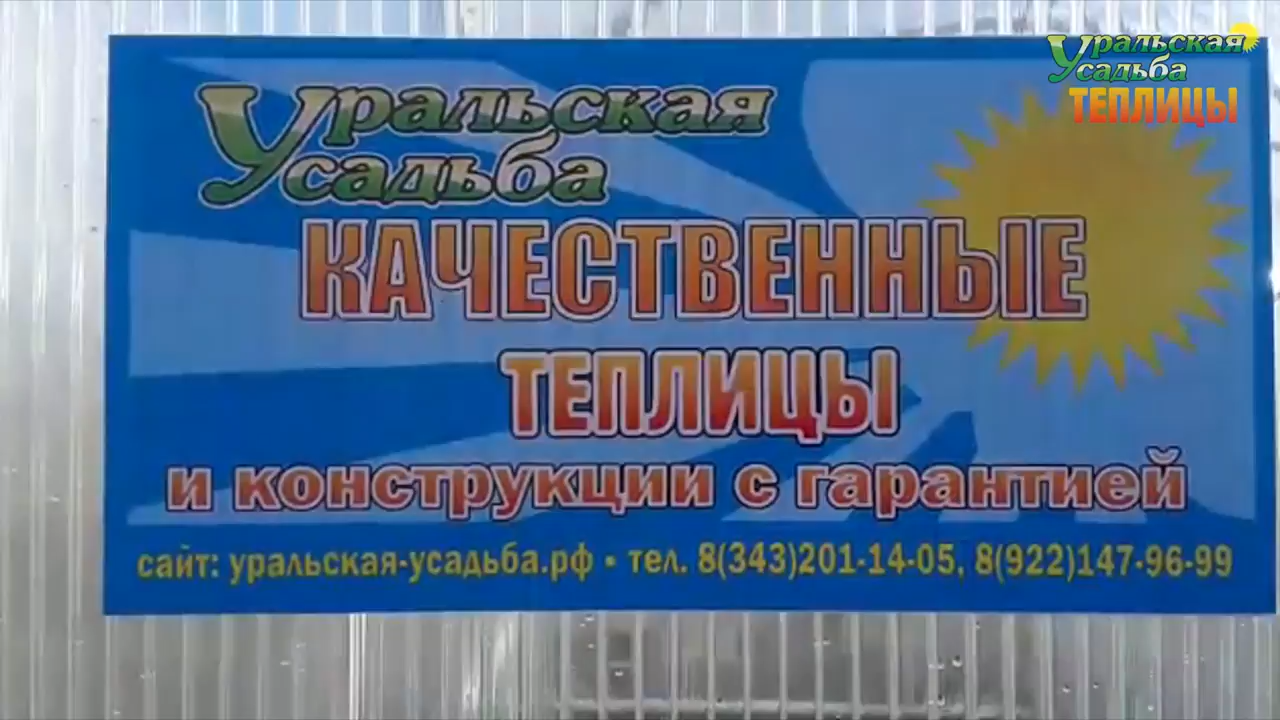 Уральская
Усадьба
ТЕПЛИЦЫ
Уральская
Усадьба
КАЧЕСТВЕННЫЕ
ТЕПЛИЦЫ
и конструкции с гарантией
сайт: уральская-усадьба.рф • тел. 8(343)201-14-05, 8(922)147-96-99